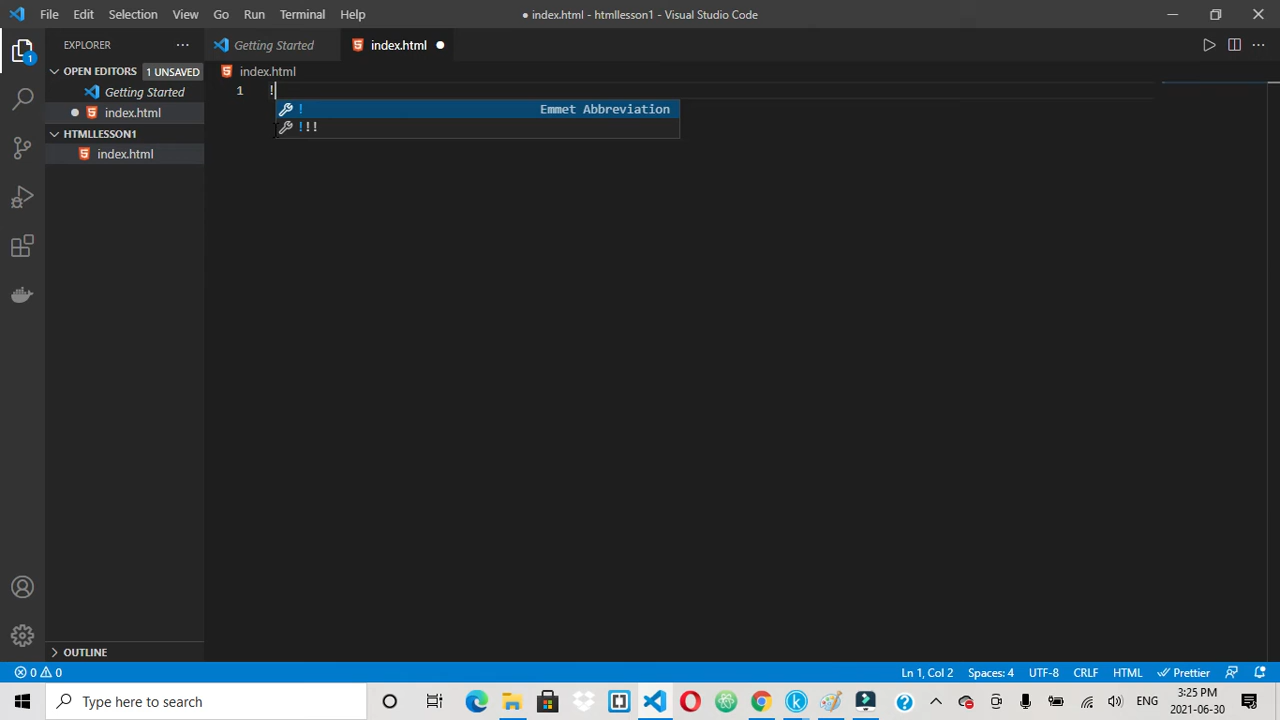 File Edit Selection View Go Run Terminal Help
● index.html - htmllesson1 - Visual Studio Code
EXPLORER
Getting Started
index.html
OPEN EDITORS
1 UNSAVED
Getting Started
index.html
HTMLLESSON1
index.html
OUTLINE
index.html
1 !
! Emmet Abbreviation
!!!
1
0 0
Ln 1, Col 2
Spaces: 4
UTF-8
CRLF
HTML
Prettier
Type here to search
ENG
3:25 PM
2021-06-30